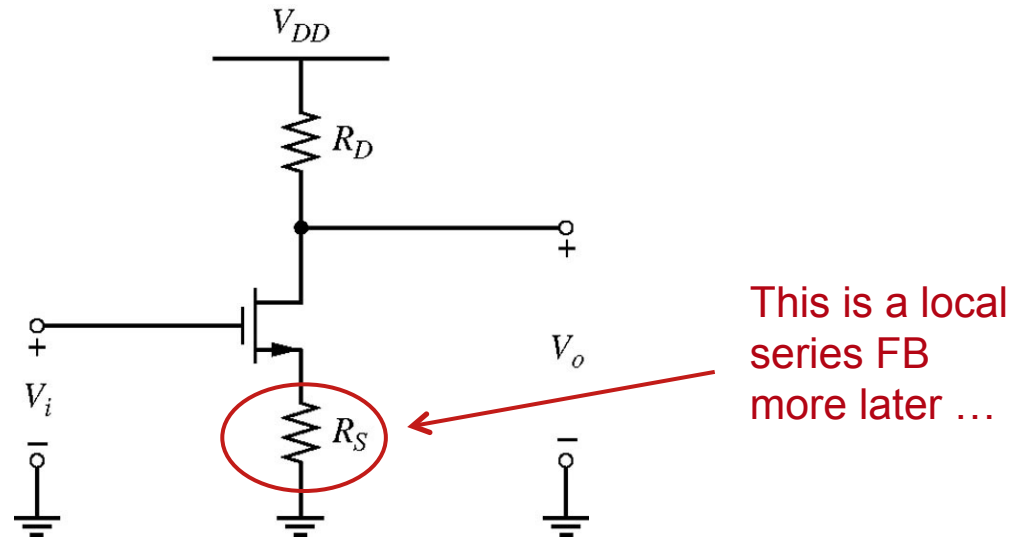 V_DD
R_D
+
+
V_i
R_S
V_o
−
−
This is a local
series FB
more later …